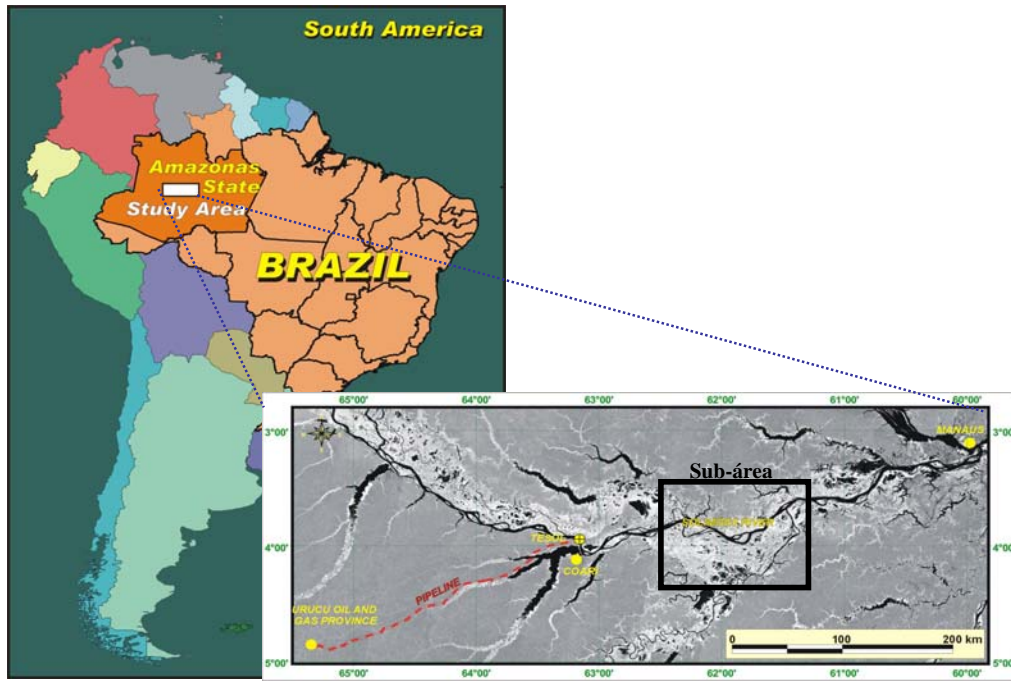 South America
Amazonas
State
Study Area
BRAZIL
65°00' 64°00' 63°00' 62°00' 61°00' 60°00'
3°00' 3°00'
MANAUS
Sub-área
SOLIMÕES RIVER
TESOL
4°00' 4°00'
COARI
PIPELINE
URUCU OIL AND
GAS PROVINCE
0 100 200 km
5°00' 5°00'
65°00' 64°00' 63°00' 62°00' 61°00' 60°00'